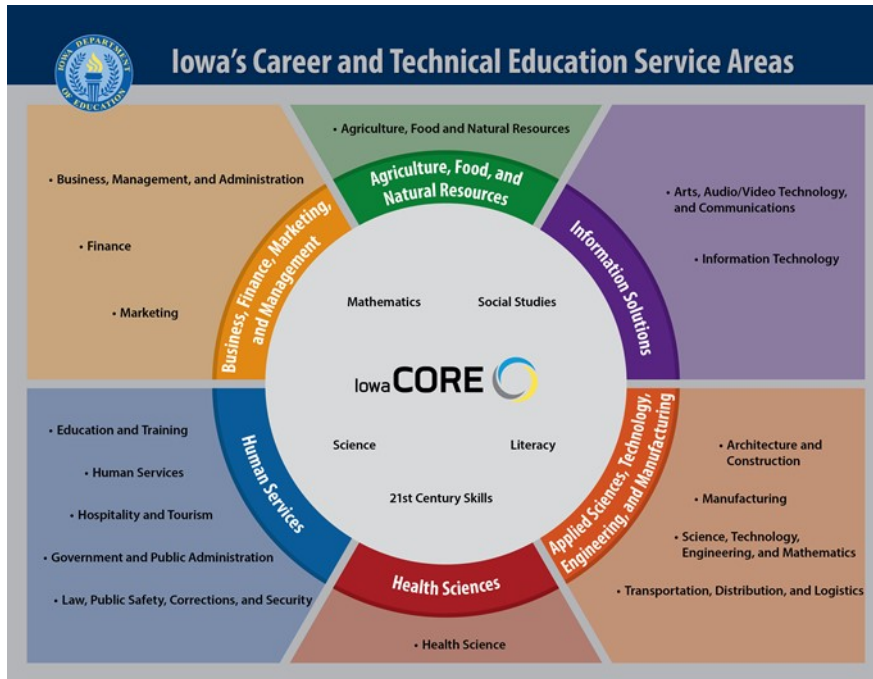 IOWA DEPARTMENT
OF EDUCATION
Iowa's Career and Technical Education Service Areas
• Business, Management, and Administration
• Finance
• Marketing
Business, Finance, Marketing,
and Management
• Agriculture, Food and Natural Resources
Agriculture, Food, and
Natural Resources
• Arts, Audio/Video Technology,
and Communications
• Information Technology
Information Solutions
Mathematics
Social Studies
Iowa CORE
Science
Literacy
21st Century Skills
• Education and Training
• Human Services
• Hospitality and Tourism
• Government and Public Administration
• Law, Public Safety, Corrections, and Security
Human Services
Health Sciences
• Health Science
Applied Sciences, Technology,
Engineering, and Manufacturing
• Architecture and
Construction
• Manufacturing
• Science, Technology,
Engineering, and Mathematics
• Transportation, Distribution, and Logistics